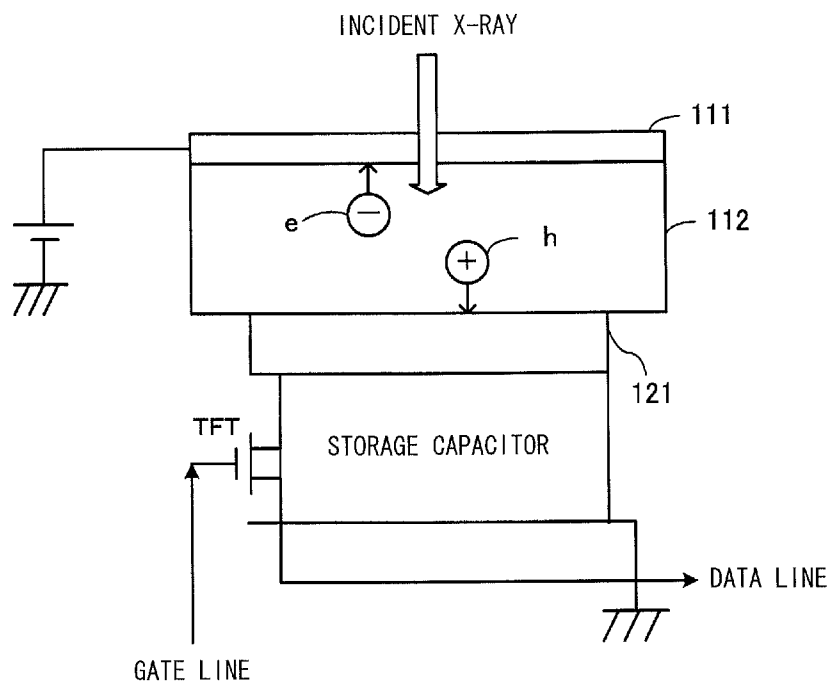 INCIDENT X-RAY
111
e
−
112
+
h
121
TFT
STORAGE CAPACITOR
DATA LINE
GATE LINE